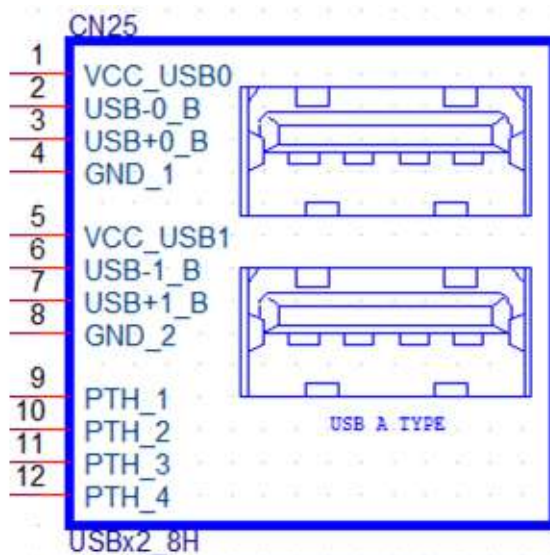 CN25
1 VCC_USB0
2 USB-0_B
3 USB+0_B
4 GND_1
5 VCC_USB1
6 USB-1_B
7 USB+1_B
8 GND_2
9 PTH_1
10 PTH_2
USB A TYPE
11 PTH_3
12 PTH_4
USBx2_8H